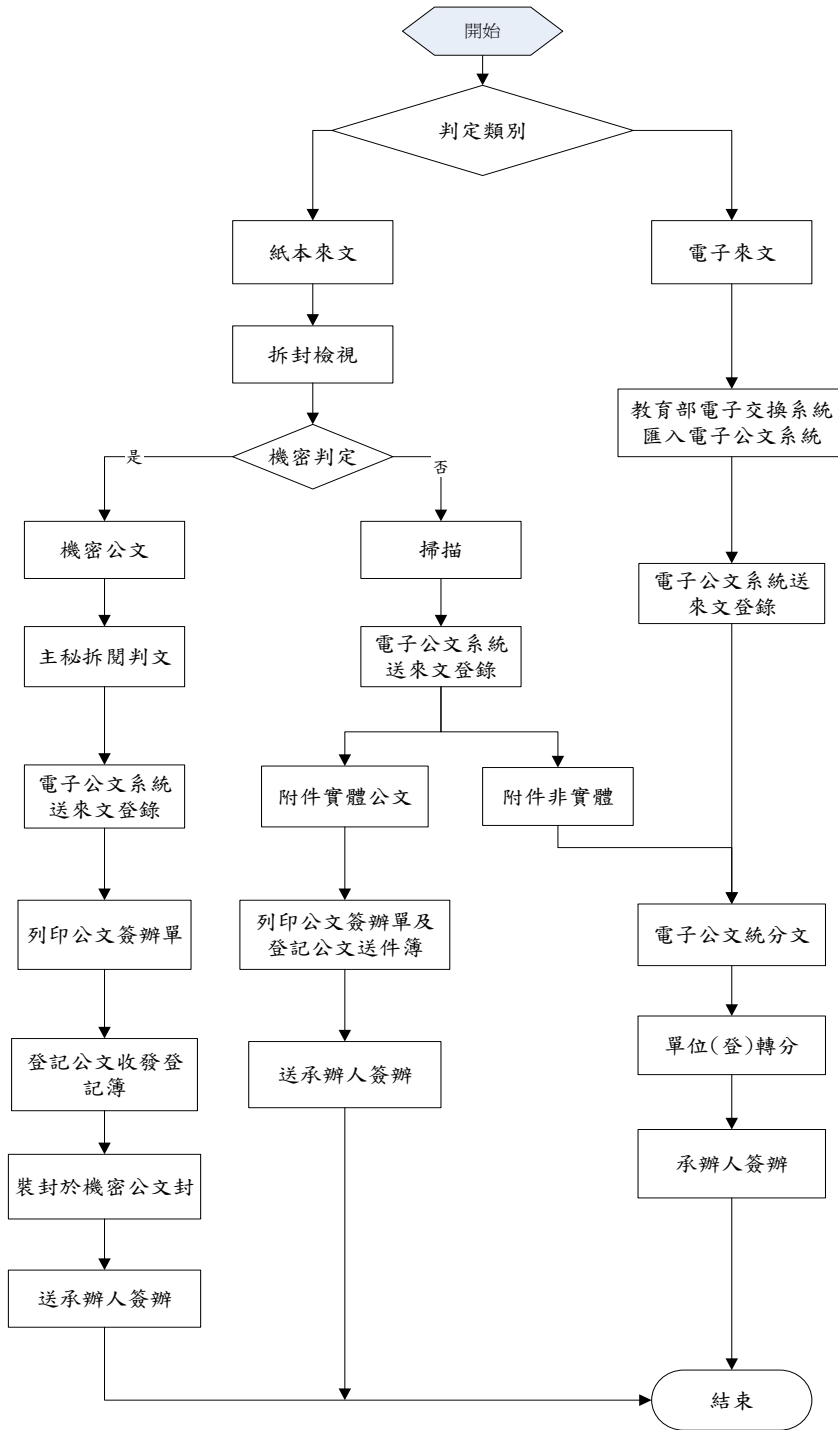 開始
判定類別
紙本來文
電子來文
拆封檢視
教育部電子交換系統
匯入電子公文系統
機密判定
是
否
機密公文
掃描
電子公文系統送
來文登錄
主秘拆閱判文
電子公文系統
送來文登錄
電子公文系統
送來文登錄
附件實體公文
附件非實體
列印公文簽辦單
列印公文簽辦單及
登記公文送件簿
電子公文統分文
登記公文收發登
記簿
送承辦人簽辦
單位(登)轉分
裝封於機密公文封
承辦人簽辦
送承辦人簽辦
結束